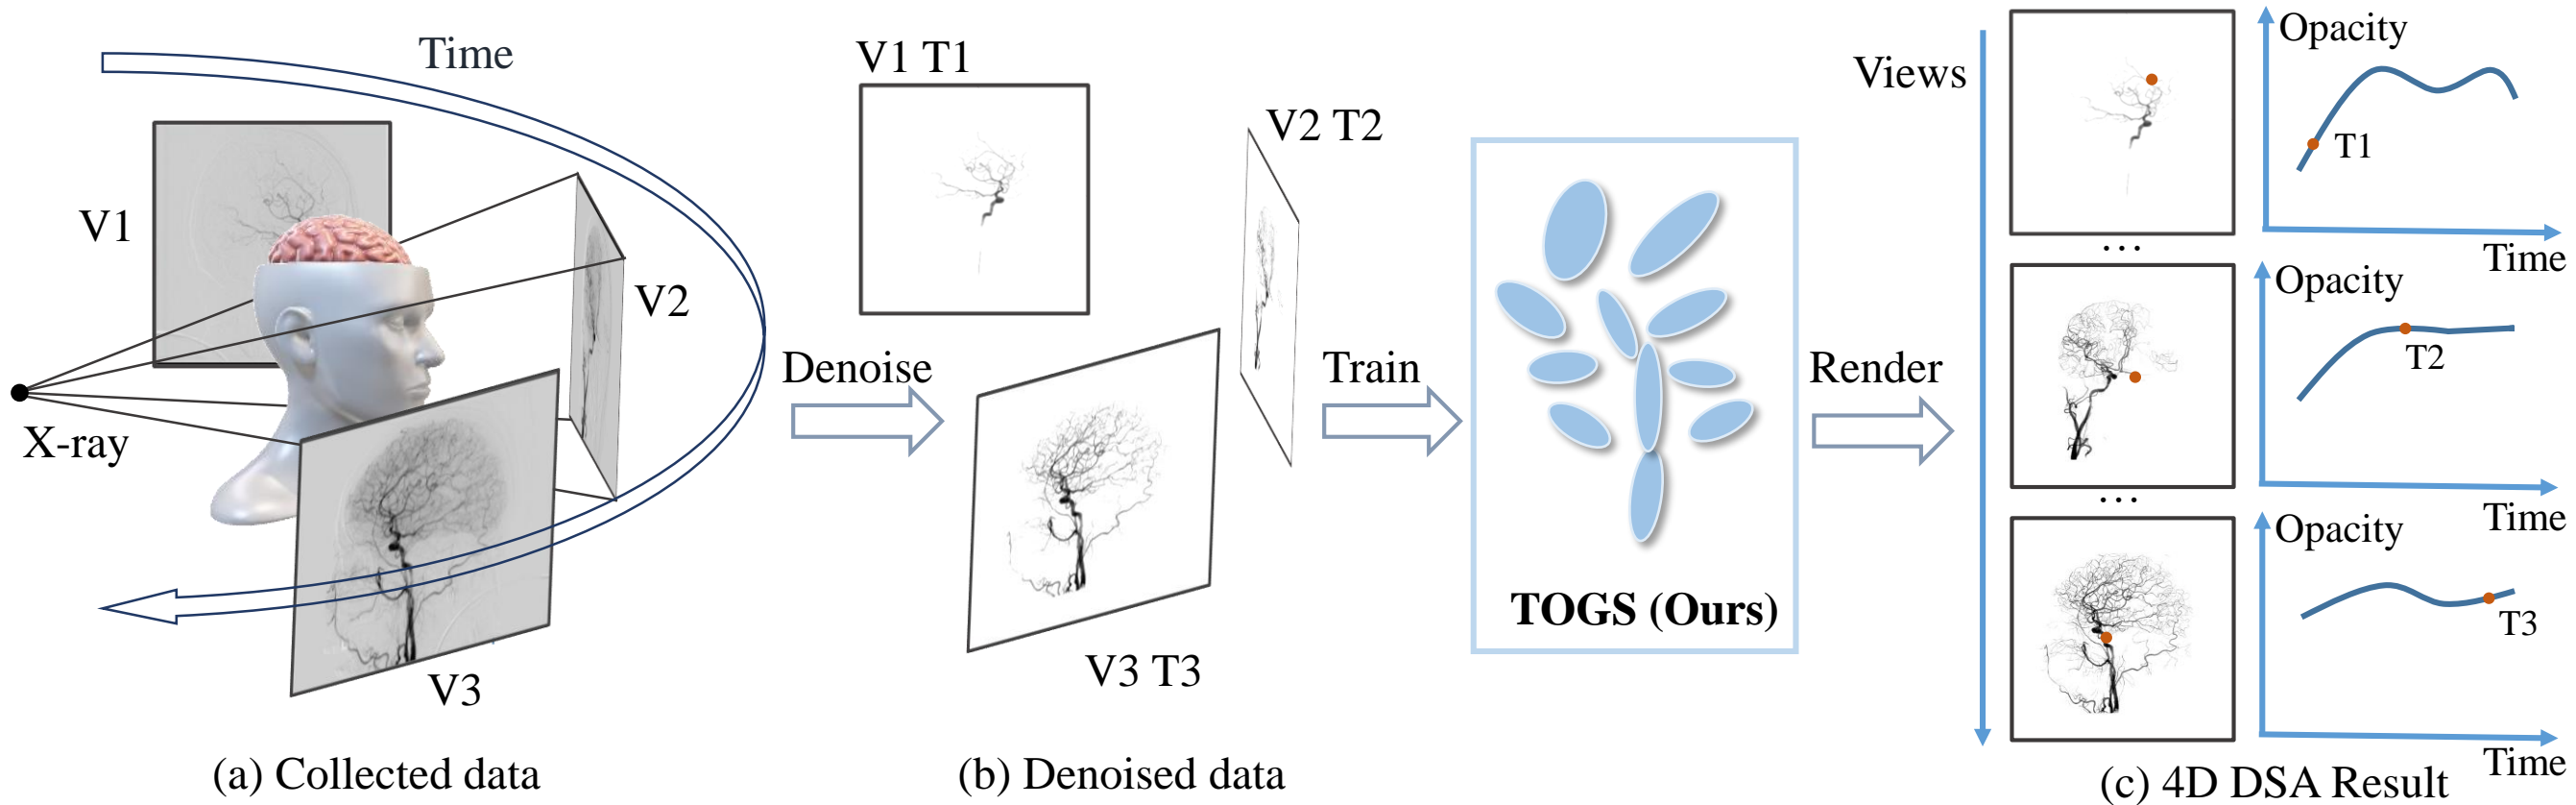 Time
V1
V2
X-ray
V3
(a) Collected data
Denoise
V1 T1
V2 T2
V3 T3
(b) Denoised data
Train
TOGS (Ours)
Render
Views
Opacity
T1
Time
...
Opacity
T2
Time
...
Opacity
T3
Time
(c) 4D DSA Result